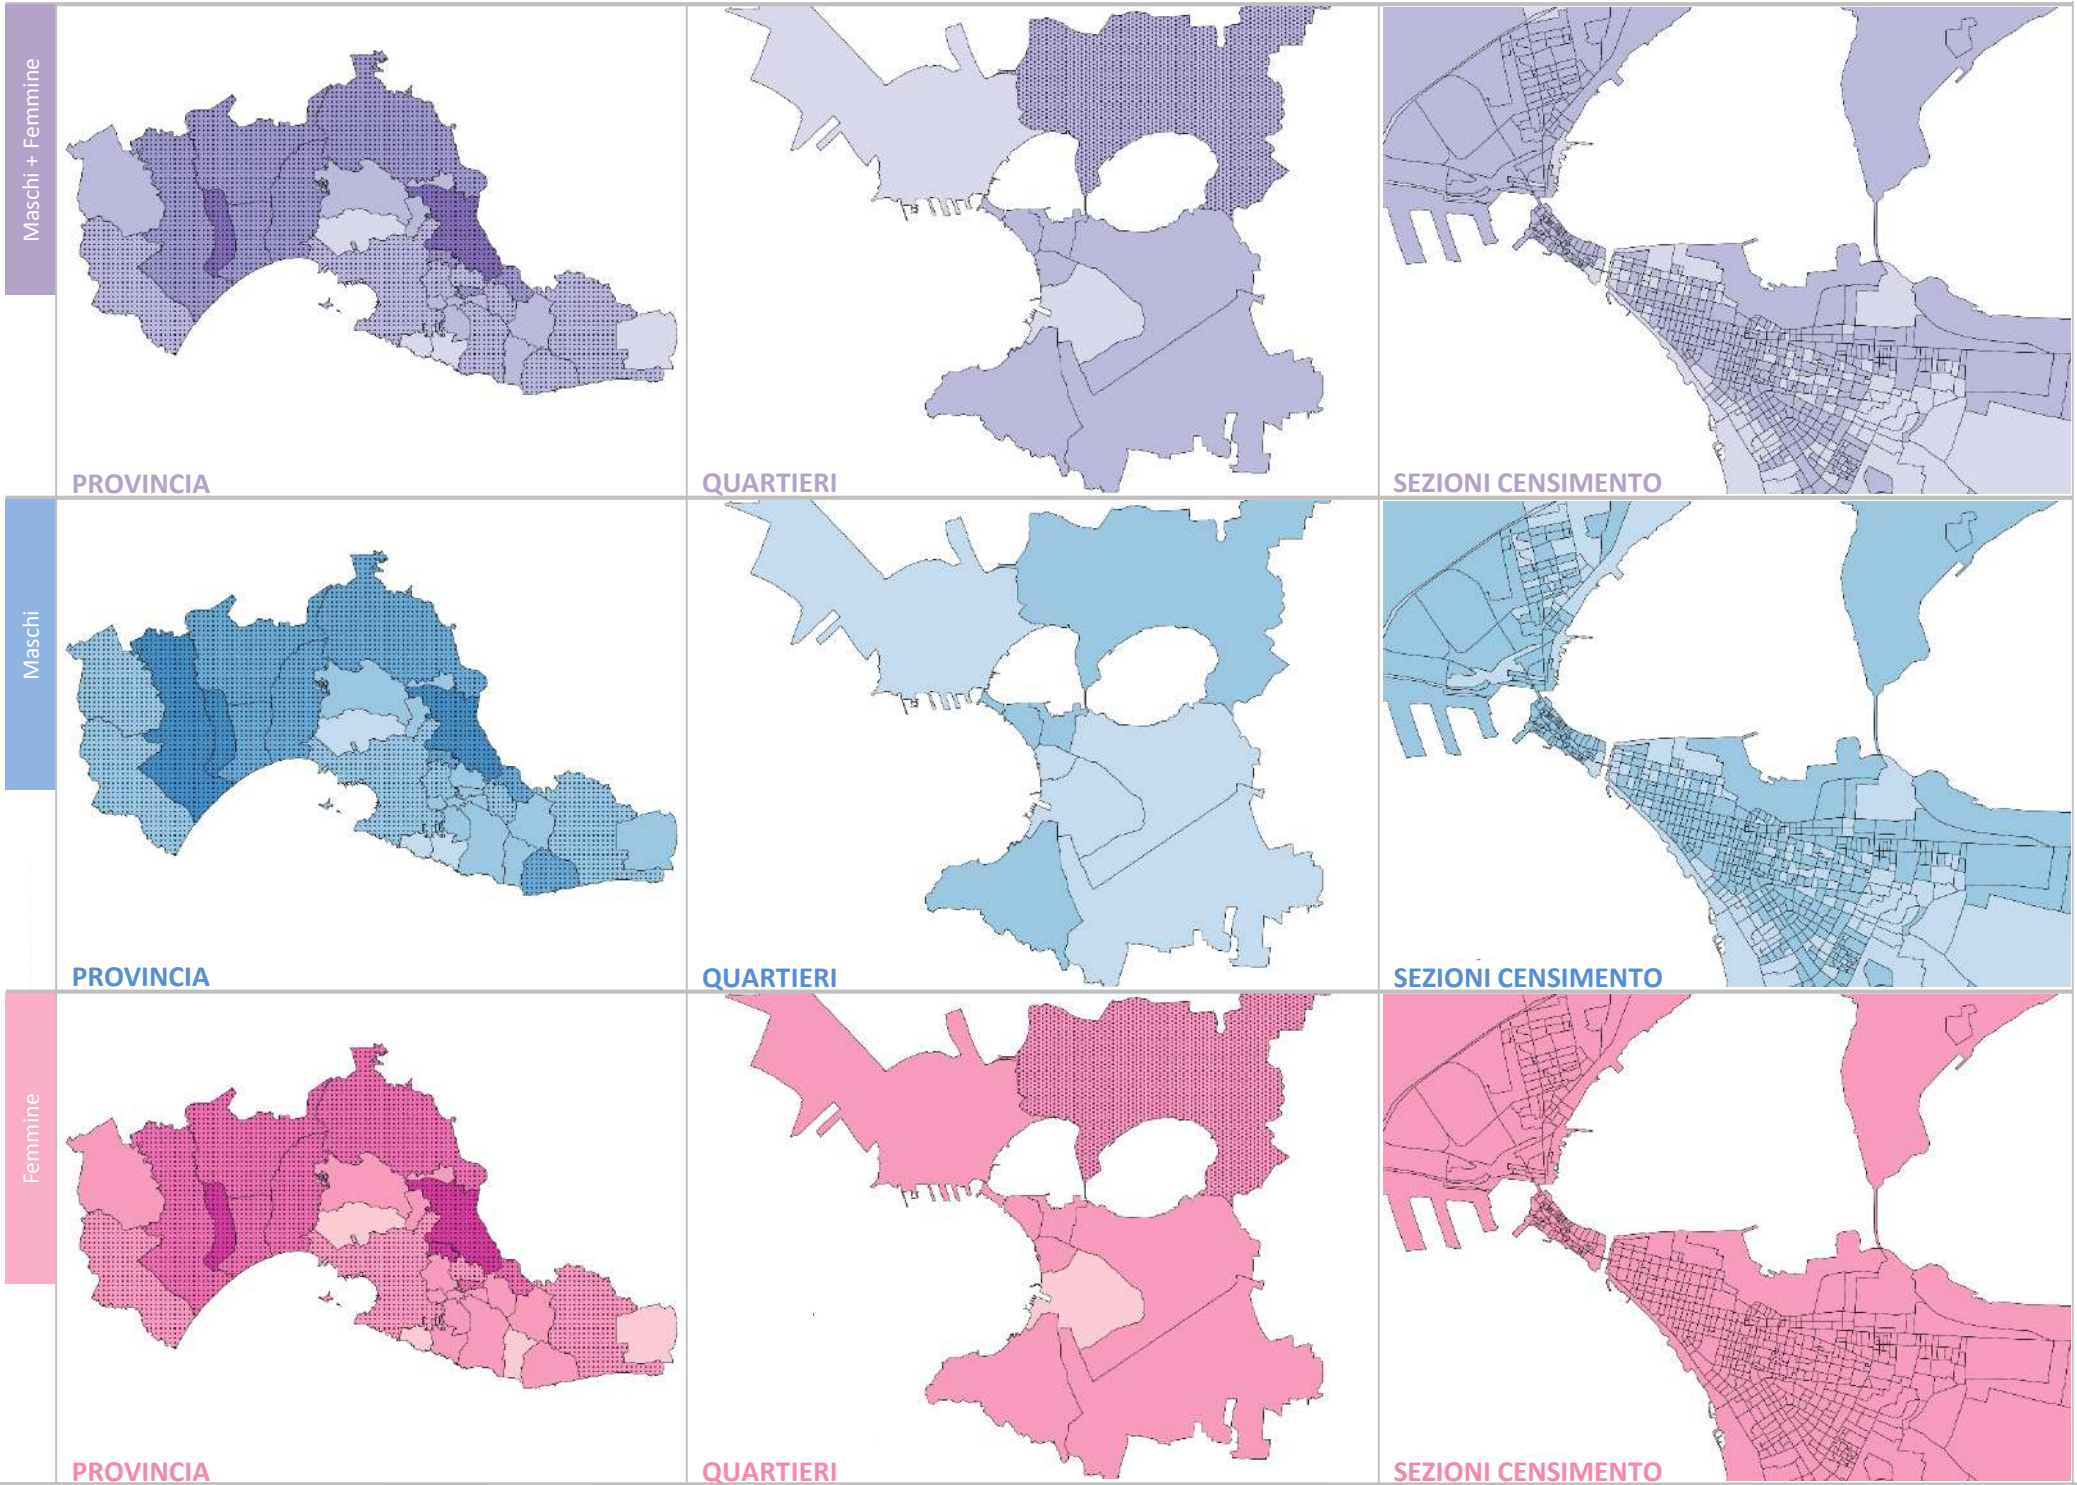 Maschi + Femmine
PROVINCIA
QUARTIERI
SEZIONI CENSIMENTO
Maschi
PROVINCIA
QUARTIERI
SEZIONI CENSIMENTO
Femmine
PROVINCIA
QUARTIERI
SEZIONI CENSIMENTO